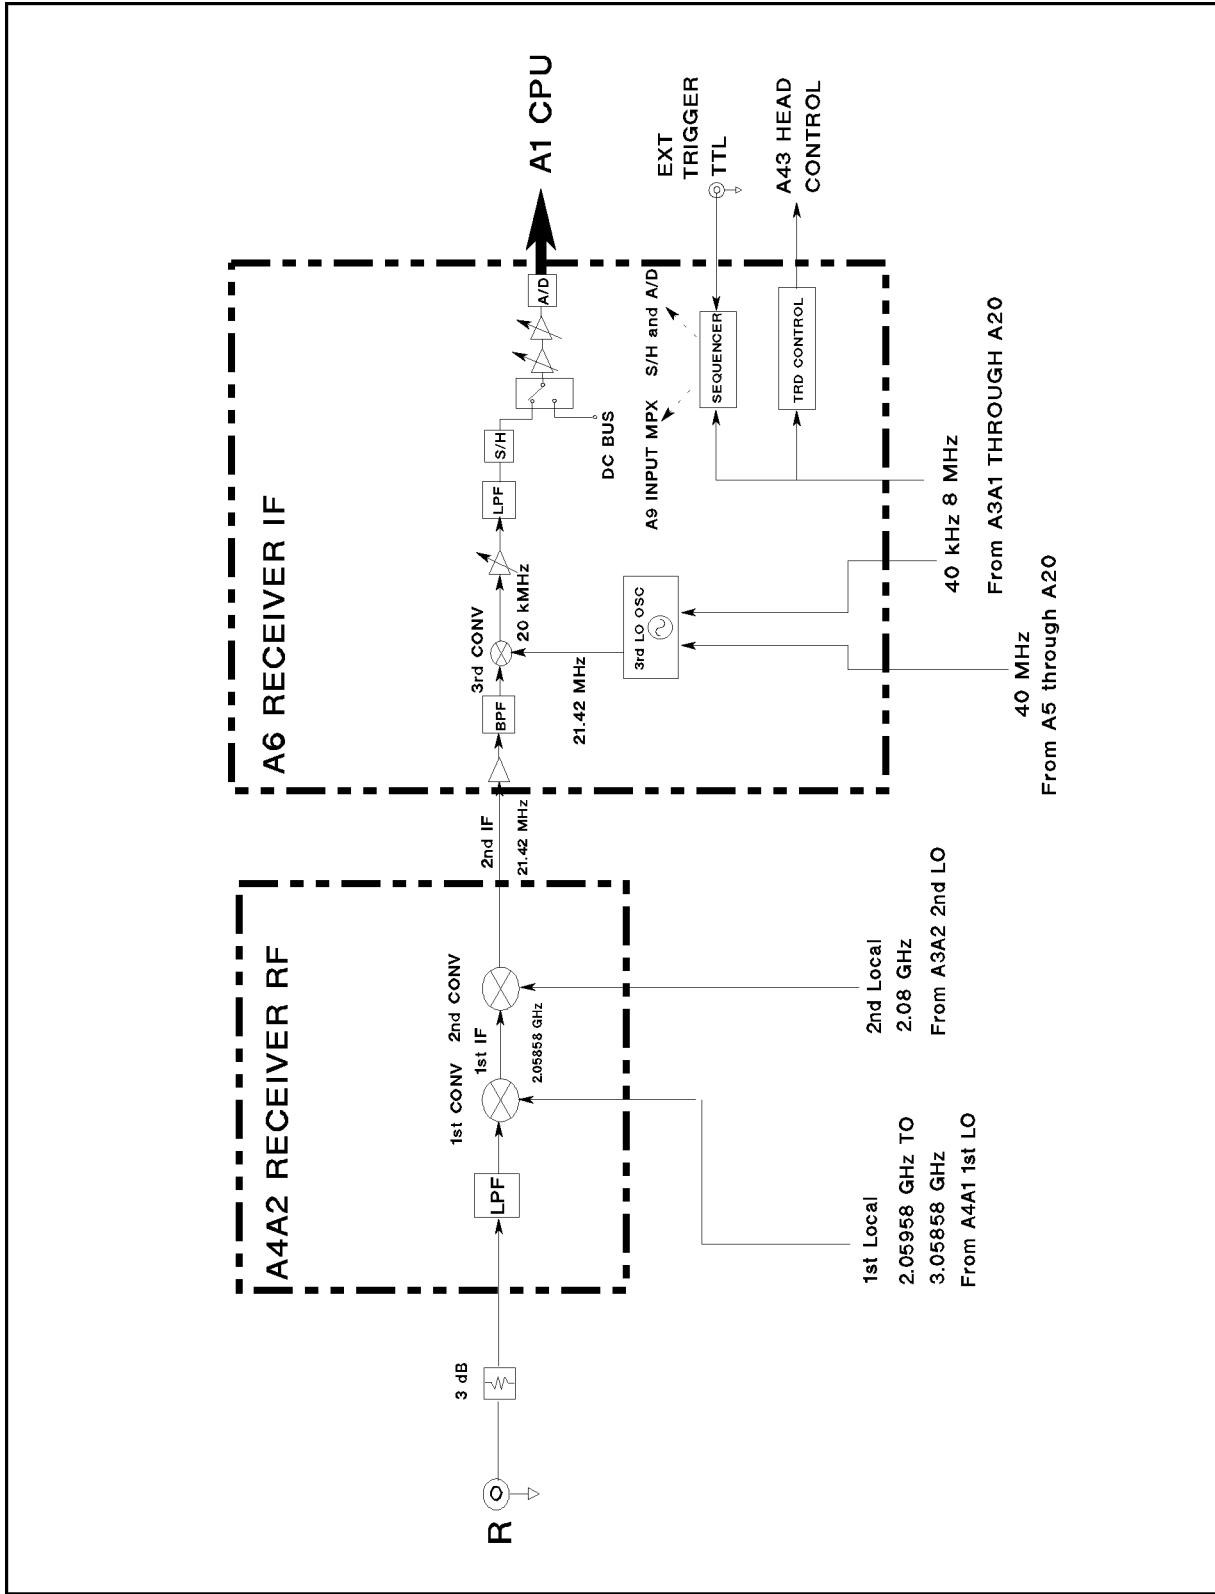 R
3 dB
A4A2 RECEIVER RF
LPF
1st CONV
1st IF
2nd CONV
2.05858 GHz
1st Local
2.05958 GHz TO
3.05858 GHz
From A4A1 1st LO
2nd Local
2.08 GHz
From A3A2 2nd LO
2nd IF
21.42 MHz
A6 RECEIVER IF
BPF
3rd CONV
20 kMHz
21.42 MHz
3rd LO OSC
40 MHz
From A5 through A20
40 kHz 8 MHz
From A3A1 THROUGH A20
LPF
S/H
DC BUS
A/D
A1 CPU
A9 INPUT MPX
S/H and A/D
SEQUENCER
TRD CONTROL
EXT
TRIGGER
TTL
A43 HEAD
CONTROL